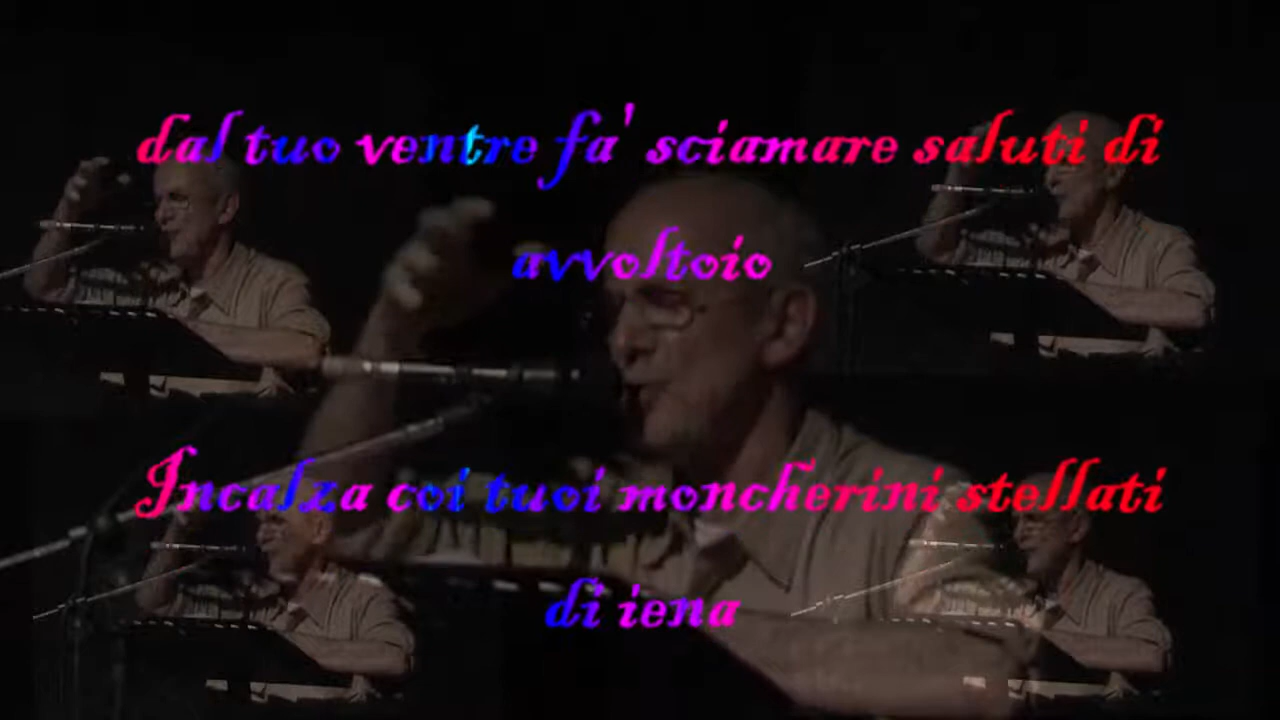 dal tuo ventre fa' sciamare saluti di
avvoltoio
Incalza coi tuoi moncherini stellati
di iena